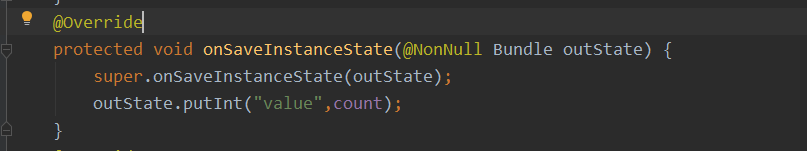 @Override
protected void onSaveInstanceState(@NonNull Bundle outState) {
super.onSaveInstanceState(outState);
outState.putInt("value",count);
}